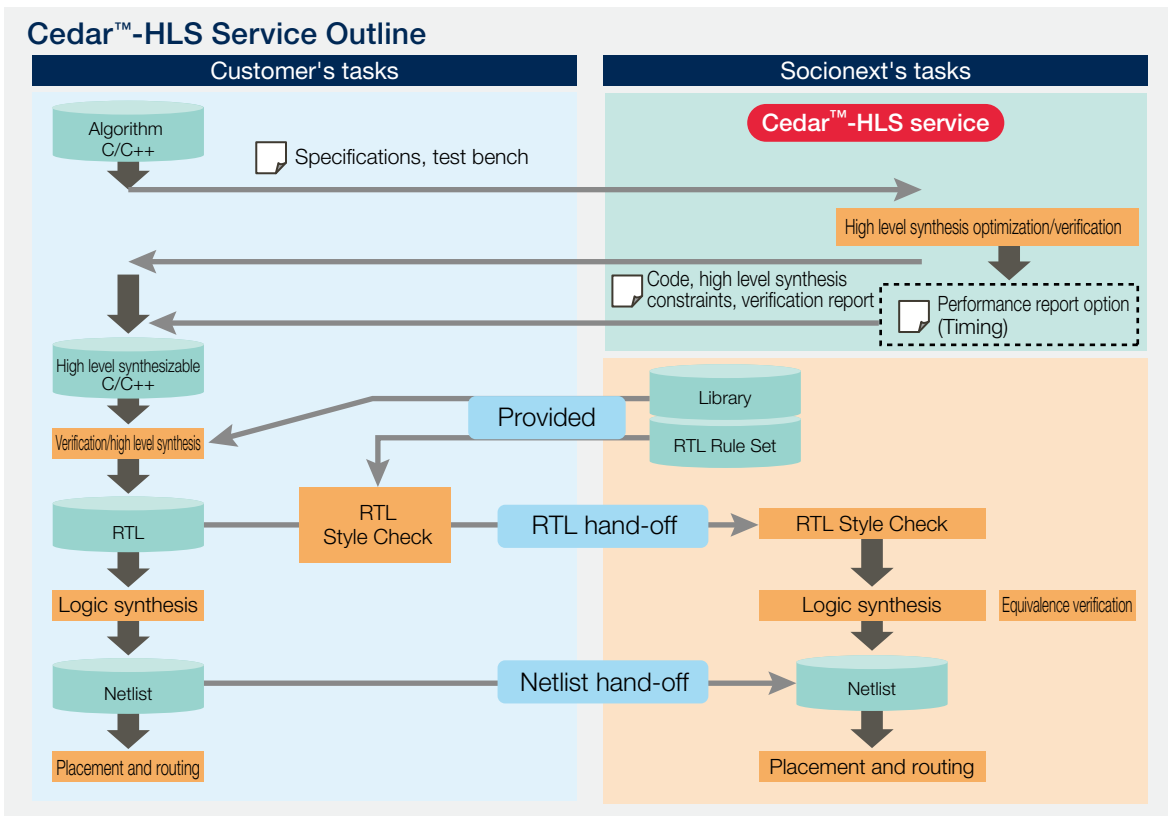 Cedar™-HLS Service Outline
Customer's tasks
Socionext's tasks
Algorithm
C/C++
Specifications, test bench
Cedar™-HLS service
High level synthesis optimization/verification
Code, high level synthesis
constraints, verification report
Performance report option
(Timing)
High level synthesizable
C/C++
Library
Provided
RTL Rule Set
Verification/high level synthesis
RTL
RTL
Style Check
RTL hand-off
RTL Style Check
Logic synthesis
Logic synthesis
Equivalence verification
Netlist
Netlist hand-off
Netlist
Placement and routing
Placement and routing